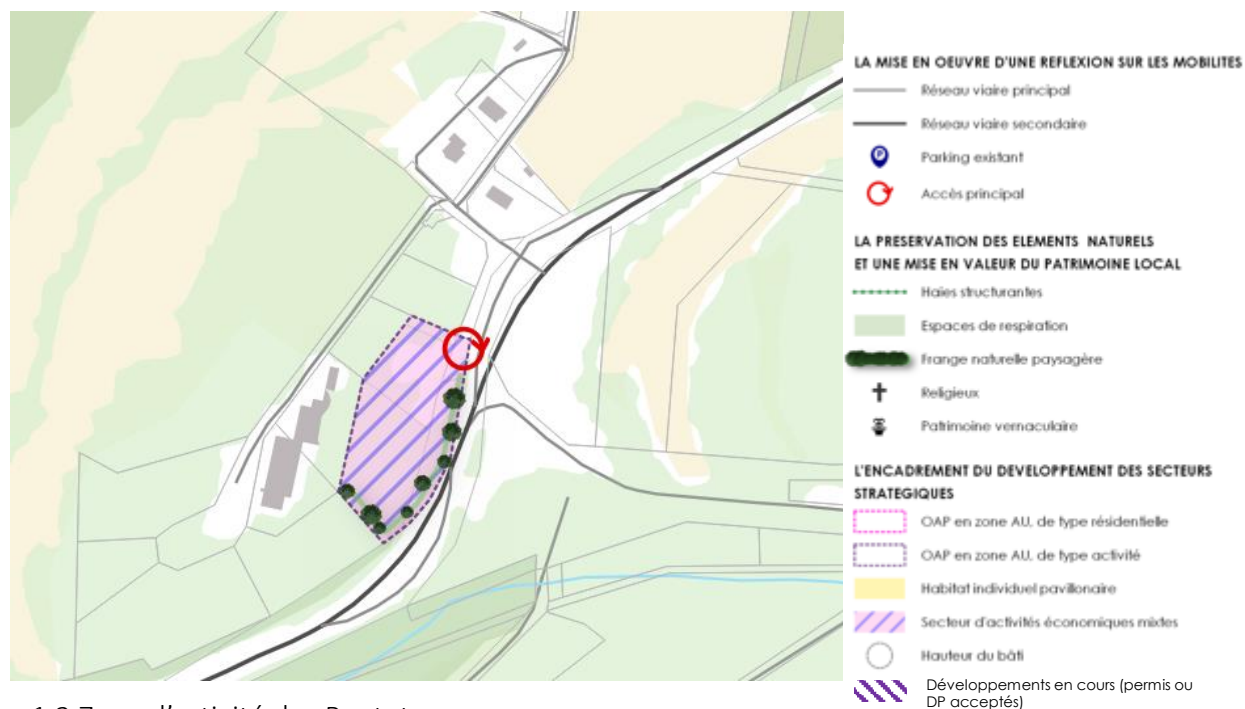 LA MISE EN OEUVRE D'UNE REFLEXION SUR LES MOBILITES
Réseau viaire principal
Réseau viaire secondaire
P
Parking existant
Accès principal
LA PRESERVATION DES ELEMENTS NATURELS
ET UNE MISE EN VALEUR DU PATRIMOINE LOCAL
Haies structurantes
Espaces de respiration
Frange naturelle paysagère
Religieux
Patrimoine vernaculaire
L'ENCADREMENT DU DEVELOPPEMENT DES SECTEURS
STRATEGIQUES
OAP en zone AU, de type résidentielle
OAP en zone AU, de type activité
Habitat individuel pavillonaire
Secteur d'activités économiques mixtes
Hauteur du bâti
Développements en cours (permis ou
DP acceptés)